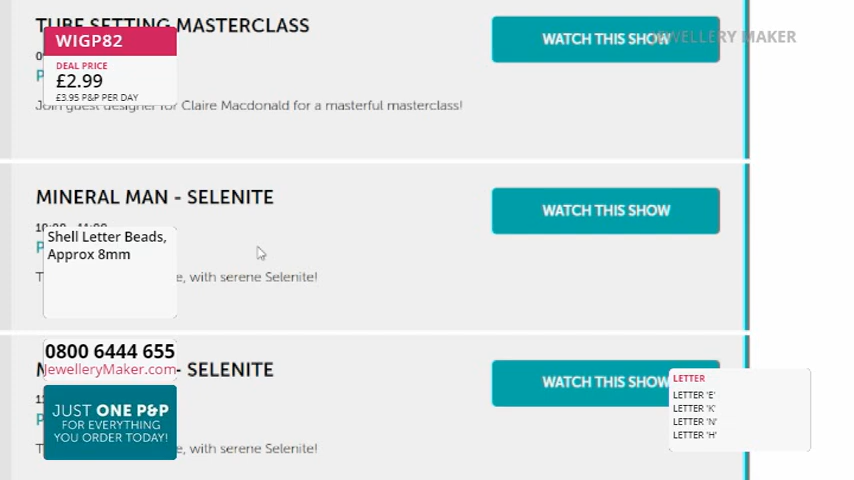 TUBE SETTING MASTERCLASS
WATCH THIS SHOW
JEWELLERY MAKER
WIGP82
DEAL PRICE
£2.99
£3.95 P&P PER DAY
Join guest designer for Claire Macdonald for a masterful masterclass!
MINERAL MAN - SELENITE
WATCH THIS SHOW
Shell Letter Beads,
Approx 8mm
e, with serene Selenite!
0800 6444 655
JewelleryMaker.com
- SELENITE
WATCH THIS SHOW
JUST ONE P&P
FOR EVERYTHING
YOU ORDER TODAY!
e, with serene Selenite!
LETTER
LETTER 'E'
LETTER 'K'
LETTER 'N'
LETTER 'H'